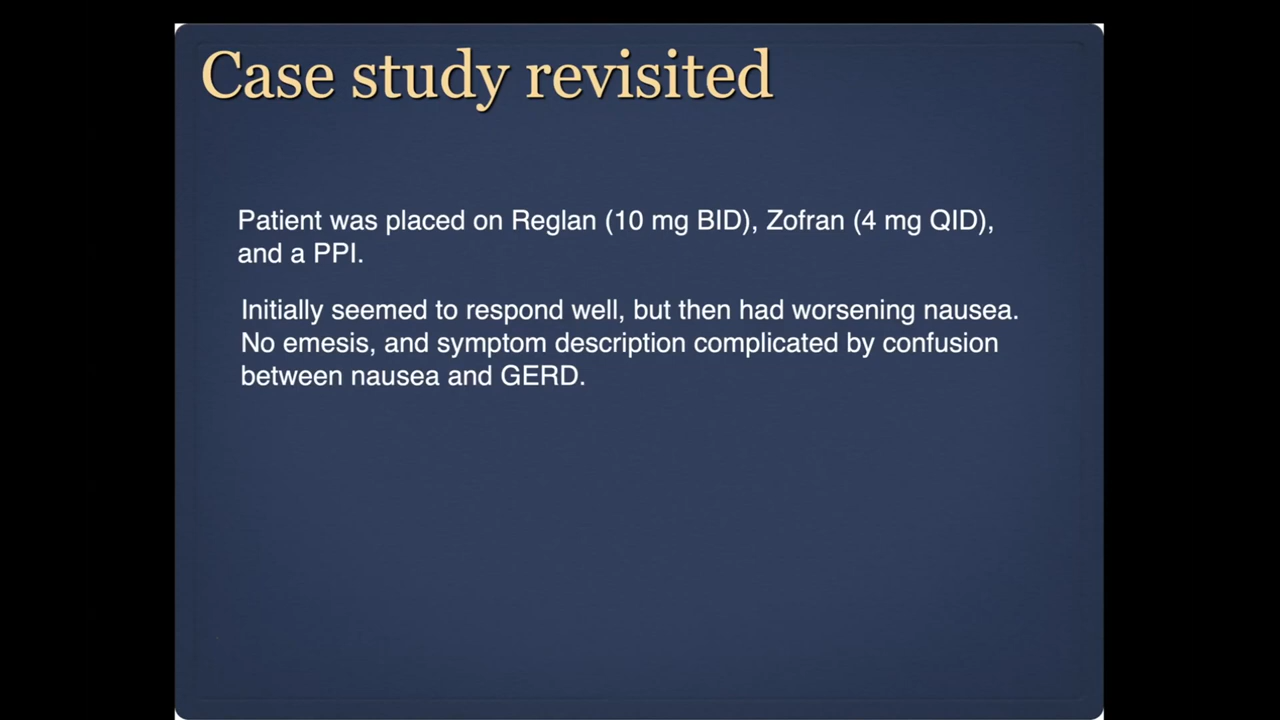 Case study revisited
Patient was placed on Reglan (10 mg BID), Zofran (4 mg QID),
and a PPI.
Initially seemed to respond well, but then had worsening nausea.
No emesis, and symptom description complicated by confusion
between nausea and GERD.